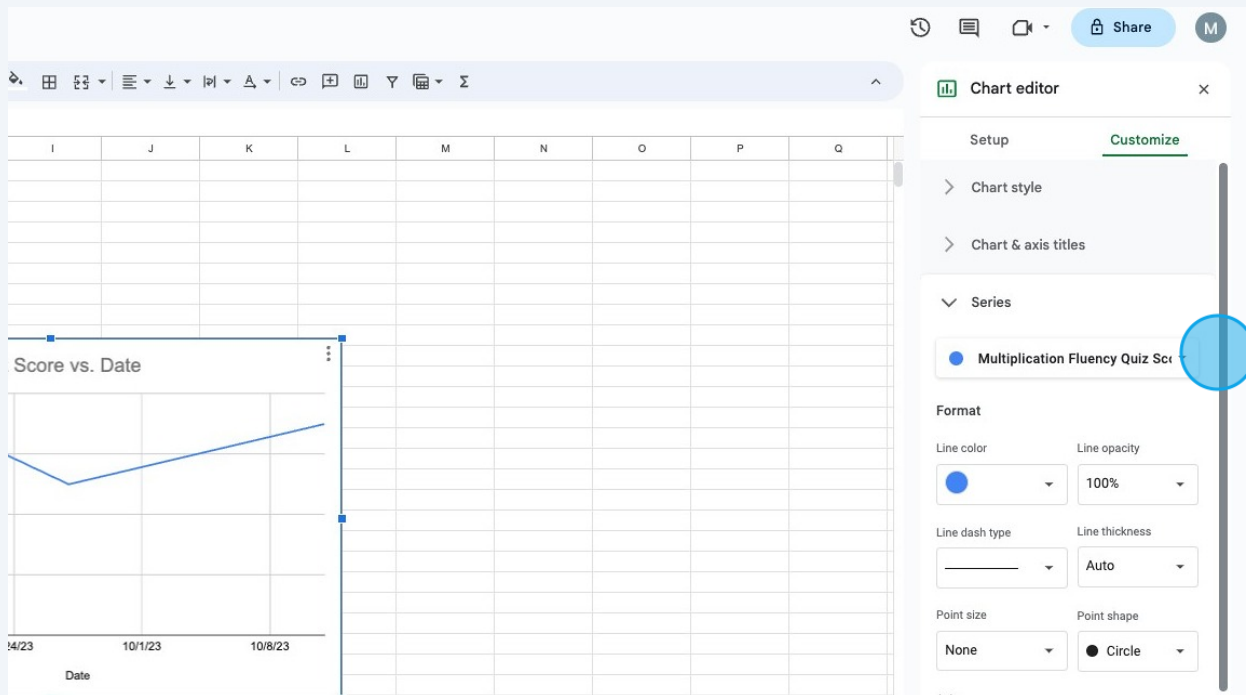 Share
M
Chart editor
Setup
Customize
I J K L M N O P Q
Chart style
Chart & axis titles
Series
Score vs. Date
Multiplication Fluency Quiz Sco
Format
Line color
Line opacity
100%
Line dash type
Line thickness
Auto
Point size
Point shape
None
Circle
24/23 10/1/23 10/8/23
Date